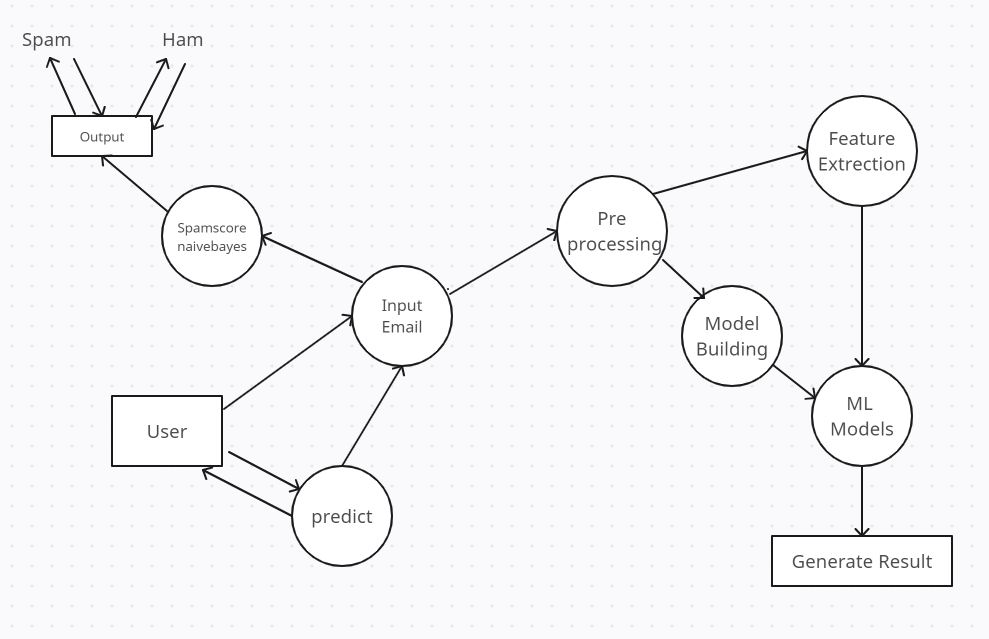 Spam
Ham
Output
Feature
Extrection
Spamscore
naivebayes
Pre
processing
Input
Email
Model
Building
User
ML
Models
predict
Generate Result